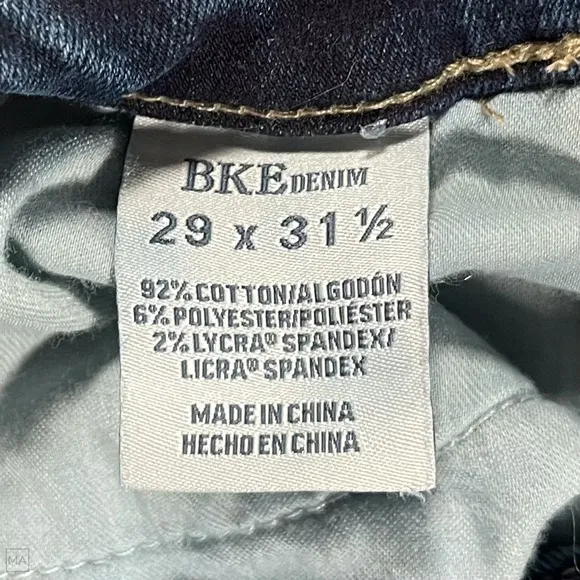 BKE DENIM
29 x 31 ½
92% COTTON/ALGODÓN
6% POLYESTER/POLIÉSTER
2% LYCRA® SPANDEX/
LICRA® SPANDEX
MADE IN CHINA
HECHO EN CHINA
MA